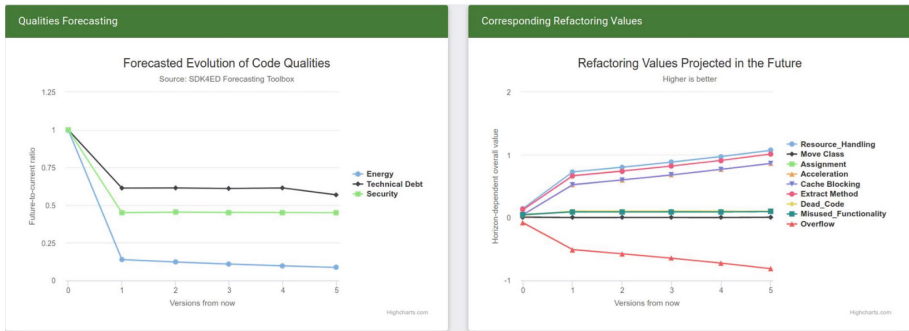 Qualities Forecasting
Forecasted Evolution of Code Qualities
Source: SDK4ED Forecasting Toolbox
Future-to-current ratio
1.25
1
0.75
0.5
0.25
0
0 1 2 3 4 5
Versions from now
Energy
Technical Debt
Security
Highcharts.com
Corresponding Refactoring Values
Refactoring Values Projected in the Future
Higher is better
Horizon-dependent overall value
2
1
0
-1
0 1 2 3 4 5
Versions from now
Resource_Handling
Move Class
Assignment
Acceleration
Cache Blocking
Extract Method
Dead_Code
Misused_Functionality
Overflow
Highcharts.com